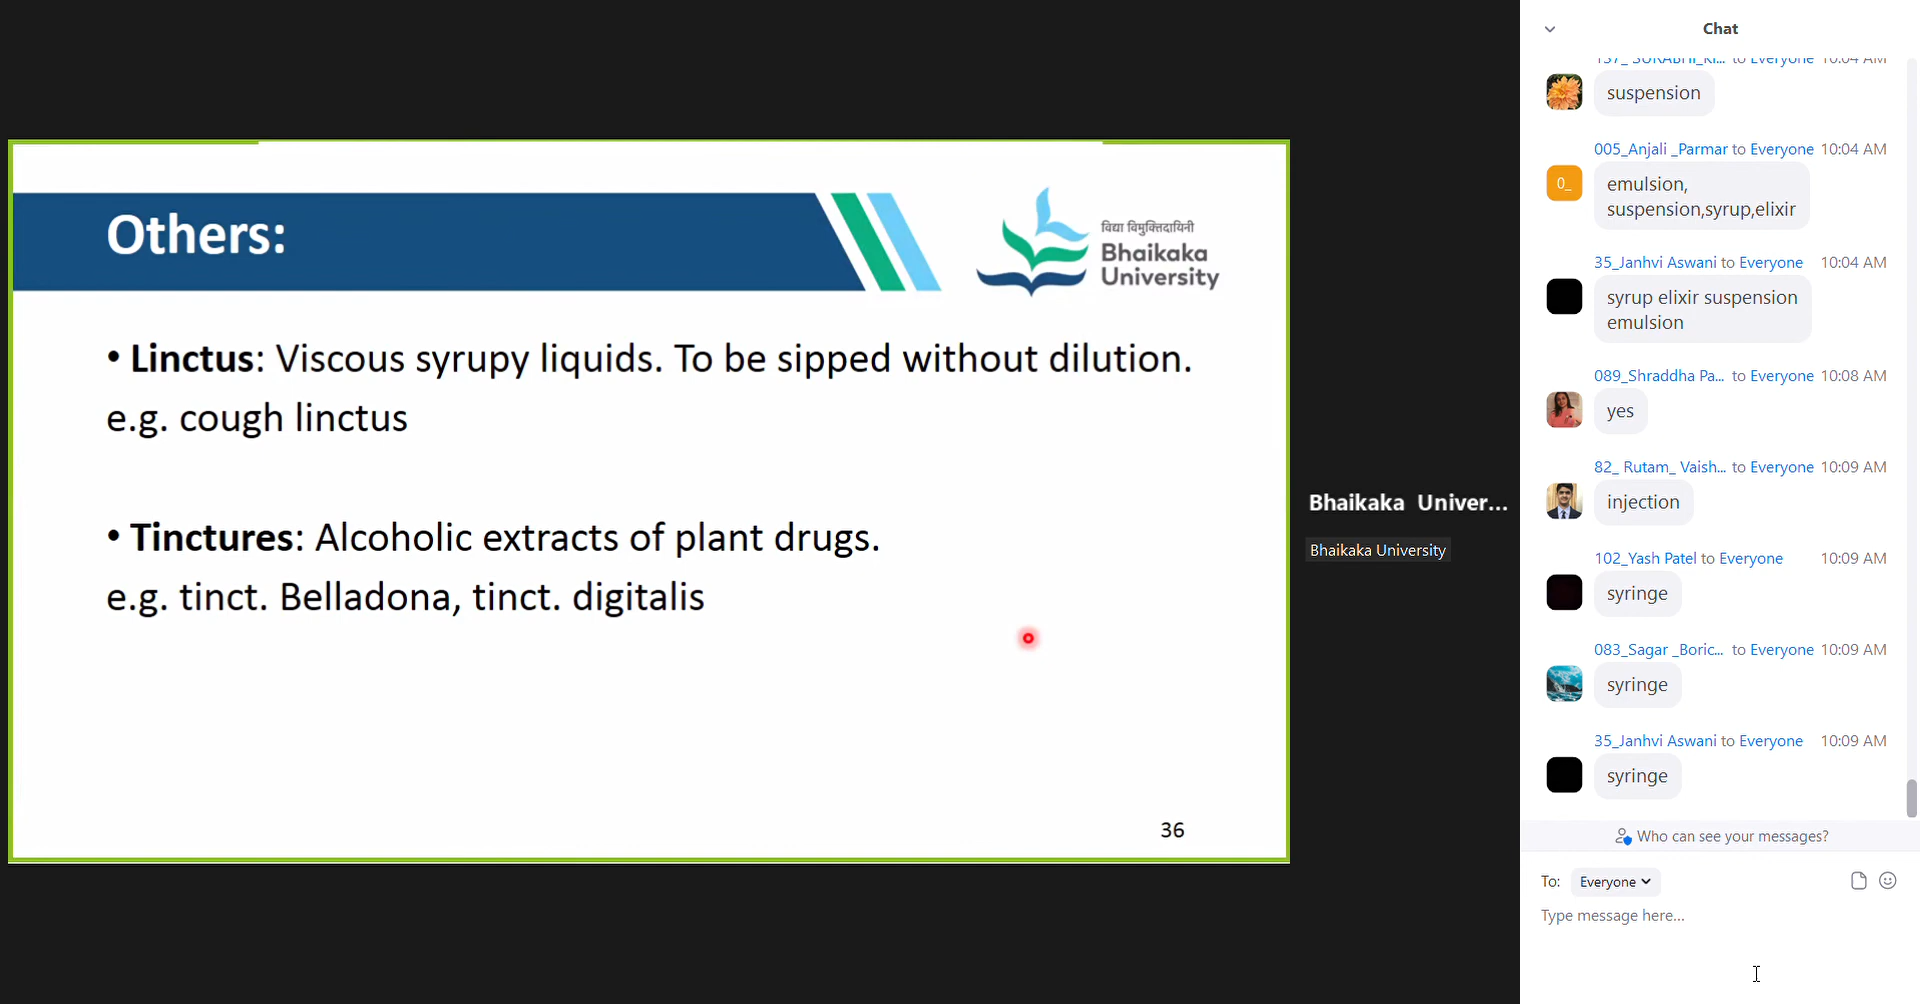 Others:
विद्या विमुक्तिदायिनी
Bhaikaka
University
• Linctus: Viscous syrupy liquids. To be sipped without dilution.
e.g. cough linctus
• Tinctures: Alcoholic extracts of plant drugs.
e.g. tinct. Belladona, tinct. digitalis
36
Bhaikaka Univer...
Bhaikaka University
Chat
to Everyone 10:04 AM
suspension
005_Anjali _Parmar to Everyone 10:04 AM
0_
emulsion,
suspension,syrup,elixir
35_Janhvi Aswani to Everyone 10:04 AM
syrup elixir suspension
emulsion
089_Shraddha Pa... to Everyone 10:08 AM
yes
82_ Rutam_ Vaish... to Everyone 10:09 AM
injection
102_Yash Patel to Everyone 10:09 AM
syringe
083_Sagar _Boric... to Everyone 10:09 AM
syringe
35_Janhvi Aswani to Everyone 10:09 AM
syringe
Who can see your messages?
To: Everyone
Type message here...